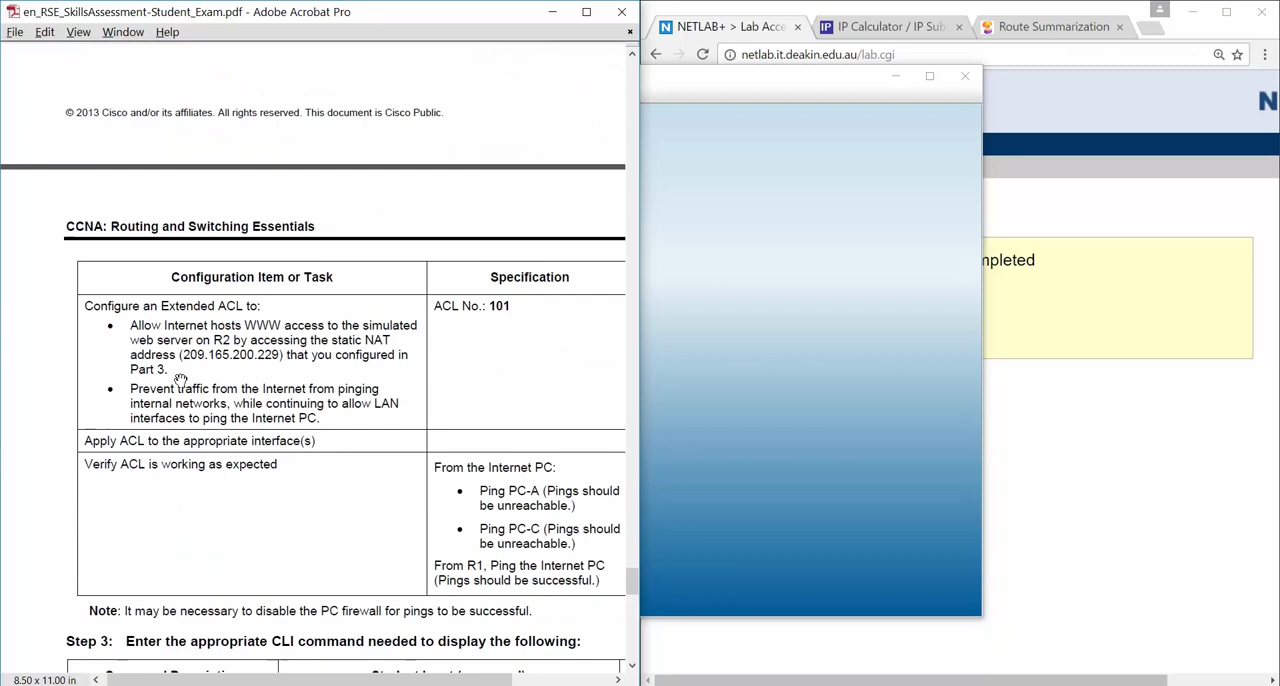 en_RSE_SkillsAssessment-Student_Exam.pdf - Adobe Acrobat Pro
File Edit View Window Help
© 2013 Cisco and/or its affiliates. All rights reserved. This document is Cisco Public.
CCNA: Routing and Switching Essentials
Configuration Item or Task
Specification
Configure an Extended ACL to:
• Allow Internet hosts WWW access to the simulated
web server on R2 by accessing the static NAT
address (209.165.200.229) that you configured in
Part 3.
• Prevent traffic from the Internet from pinging
internal networks, while continuing to allow LAN
interfaces to ping the Internet PC.
ACL No.: 101
Apply ACL to the appropriate interface(s)
Verify ACL is working as expected
From the Internet PC:
• Ping PC-A (Pings should
be unreachable.)
• Ping PC-C (Pings should
be unreachable.)
From R1, Ping the Internet PC
(Pings should be successful.)
Note: It may be necessary to disable the PC firewall for pings to be successful.
Step 3: Enter the appropriate CLI command needed to display the following:
8.50 x 11.00 in
NETLAB+ > Lab Acce
IP Calculator / IP Sub
Route Summarization
netlab.it.deakin.edu.au/lab.cgi
N
mpleted